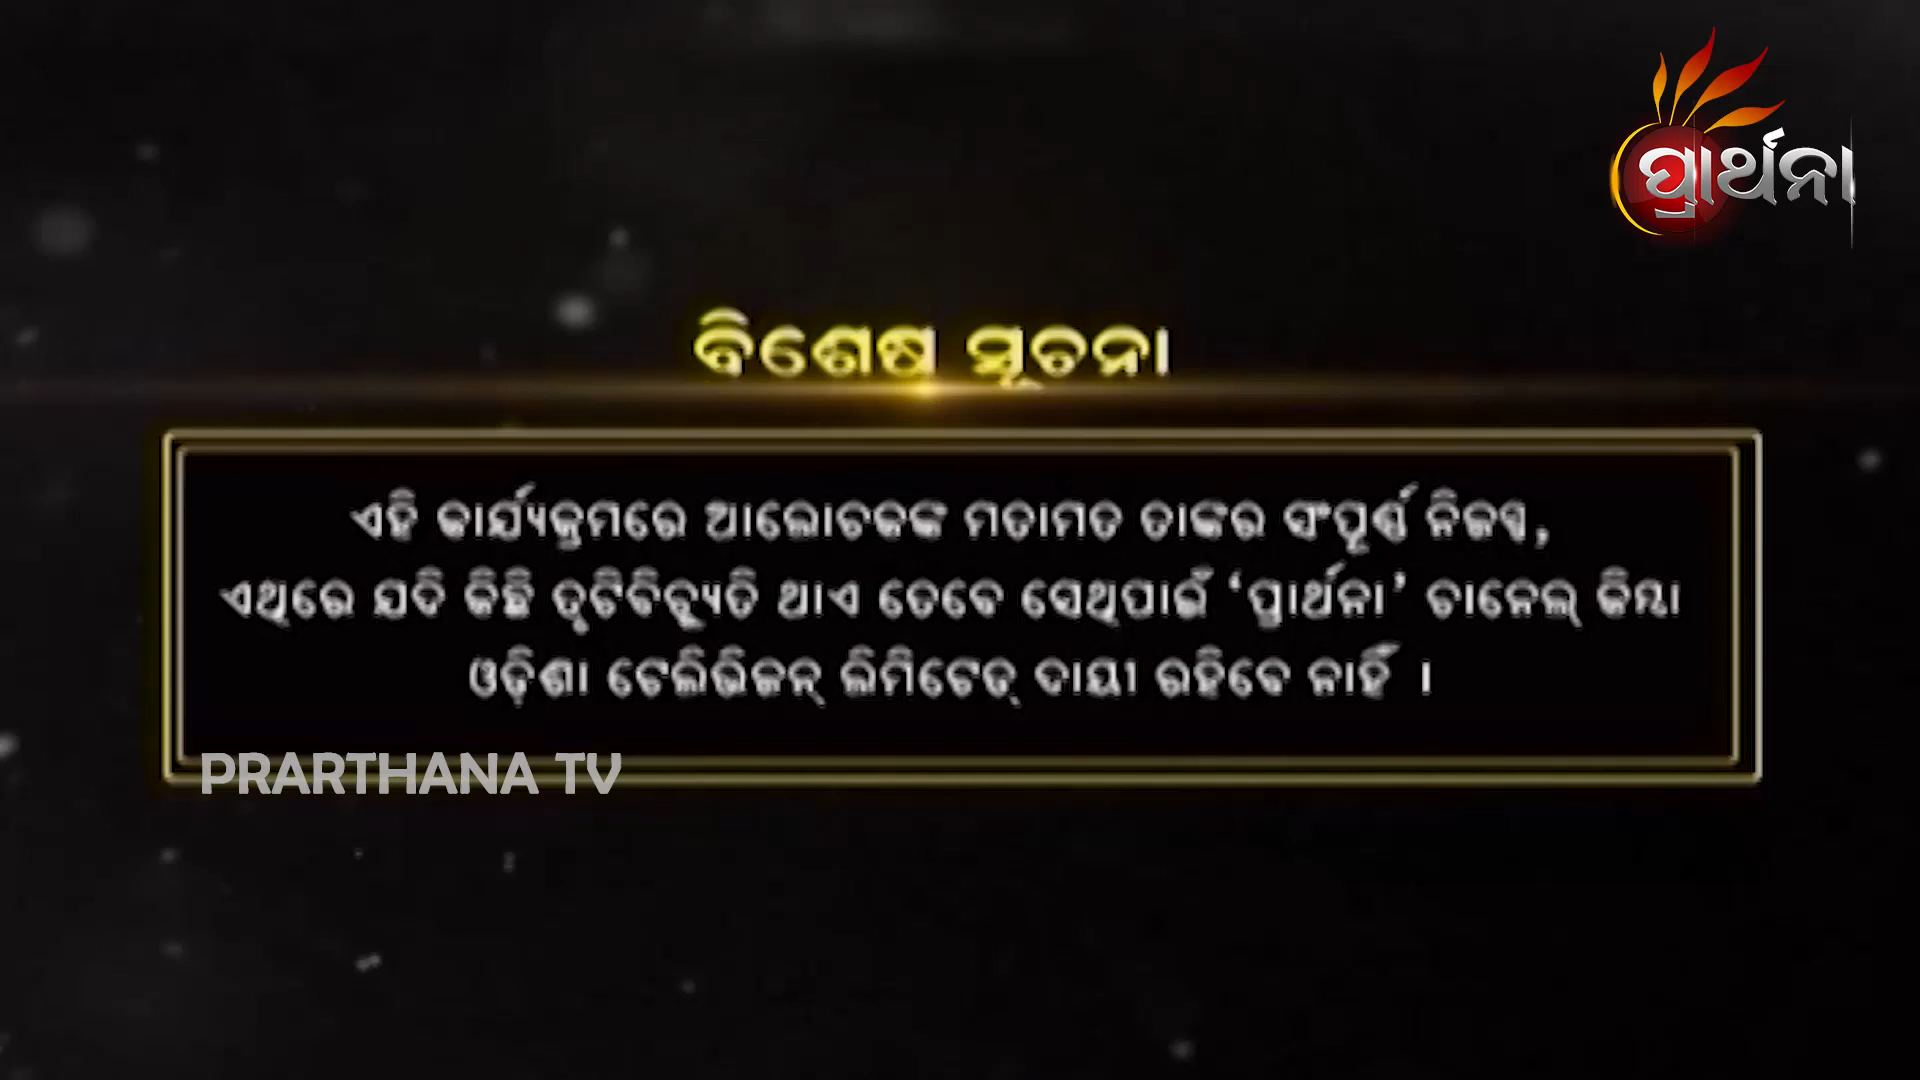 ପ୍ରାର୍ଥନା
ବିଶେଷ ସୂଚନା
ଏହି କାର୍ଯ୍ୟକ୍ରମରେ ଆଲୋଚକଙ୍କ ମତାମତ ତାଙ୍କର ସଂପୂର୍ଣ୍ଣ ନିଜସ୍ୱ,
ଏଥିରେ ଯଦି କିଛି ତୃଟିବିଚ୍ୟୁତି ଥାଏ ତେବେ ସେଥିପାଇଁ ‘ପ୍ରାର୍ଥନା’ ଚାନେଲ୍ କିମ୍ବା
ଓଡ଼ିଶା ଟେଲିଭିଜନ୍ ଲିମିଟେଡ୍ ଦାୟୀ ରହିବେ ନାହିଁ ।
PRARTHANA TV